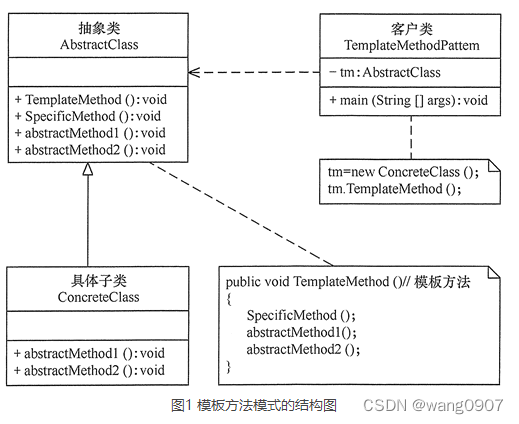 抽象类
AbstractClass
+ TemplateMethod ():void
+ SpecificMethod ():void
+ abstractMethod1 ():void
+ abstractMethod2 ():void
客户类
TemplateMethodPattem
- tm:AbstractClass
+ main (String [] args):void
tm=new ConcreteClass ();
tm.TemplateMethod ();
具体子类
ConcreteClass
+ abstractMethod1 ():void
+ abstractMethod2 ():void
public void TemplateMethod ()// 模板方法
{
SpecificMethod ();
abstractMethod1();
abstractMethod2 ();
}
图1 模板方法模式的结构图
CSDN @wang0907